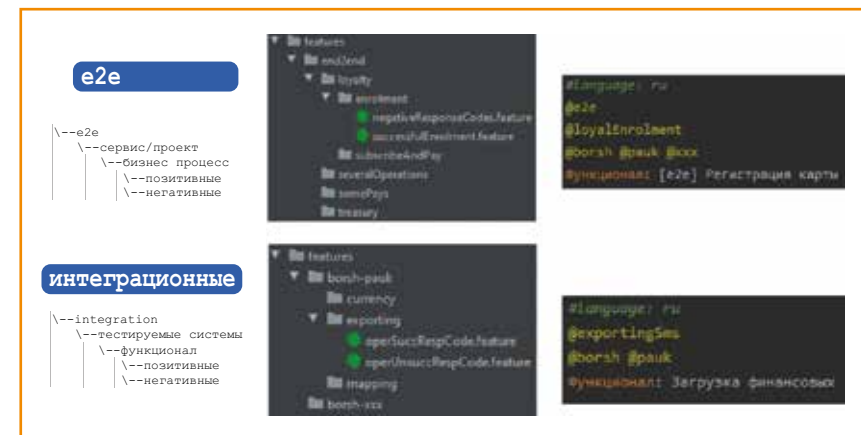 e2e
\--e2e
\--сервис/проект
\--бизнес процесс
\--позитивные
\--негативные
features
end2end
loyalty
enrolment
negativeResponseCodes.feature
successfulEnrolment.feature
subscribeAndPay
severalOperations
somePays
treasury
#language: ru
@e2e
@loyalEnrolment
@borsh @pauk @xxx
Функционал: [e2e] Регистрация карты
интеграционные
\--integration
\--тестируемые системы
\--функционал
\--позитивные
\--негативные
features
borsh-pauk
currency
exporting
operSuccRespCode.feature
operUnsuccRespCode.feature
mapping
borsh-xxx
#language: ru
@exportingSms
@borsh @pauk
Функционал: Загрузка финансовых